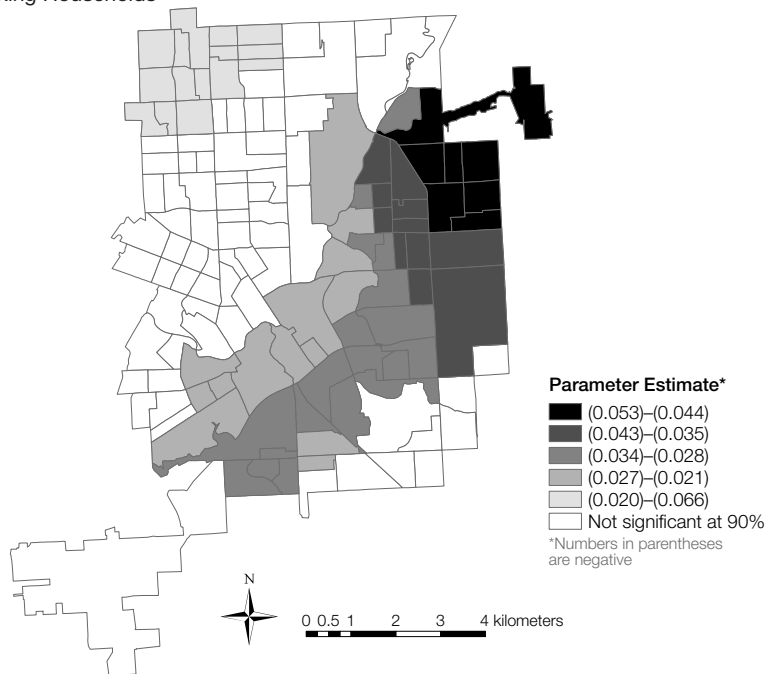 Households
Parameter Estimate*
(0.053)–(0.044)
(0.043)–(0.035)
(0.034)–(0.028)
(0.027)–(0.021)
(0.020)–(0.066)
Not significant at 90%
*Numbers in parentheses
are negative
N
0 0.5 1 2 3 4 kilometers